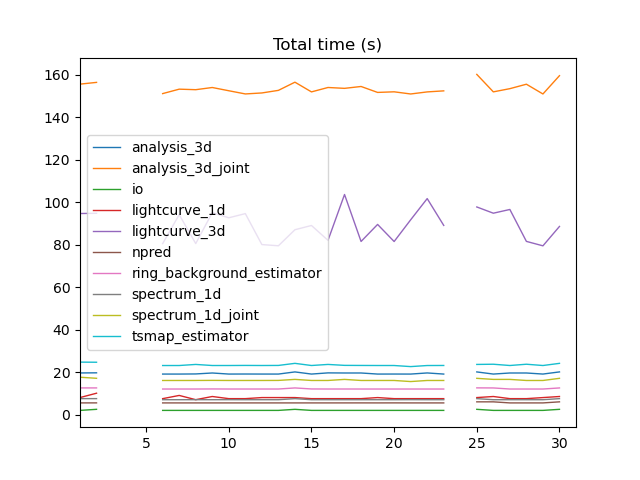 Total time (s)
160
140
120
100
80
60
40
20
0
analysis_3d
analysis_3d_joint
io
lightcurve_1d
lightcurve_3d
npred
ring_background_estimator
spectrum_1d
spectrum_1d_joint
tsmap_estimator
5 10 15 20 25 30